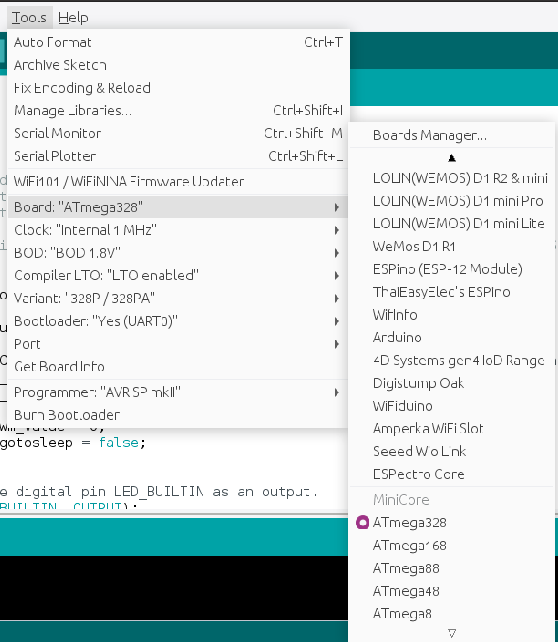 Tools Help
Auto Format Ctrl+T
Archive Sketch
Fix Encoding & Reload
Manage Libraries... Ctrl+Shift+I
Serial Monitor Ctrl+Shift+M
Serial Plotter Ctrl+Shift+L
WiFi101 / WiFiNINA Firmware Updater
Board: "ATmega328"
Clock: "Internal 1 MHz"
BOD: "BOD 1.8V"
Compiler LTO: "LTO enabled"
Variant: "328P / 328PA"
Bootloader: "Yes (UART0)"
Port
Get Board Info
Programmer: "AVRISP mkII"
Burn Bootloader
gotosleep = false;
e digital pin LED_BUILTIN as an output.
BUILTIN, OUTPUT);
Boards Manager...
LOLIN(WEMOS) D1 R2 & mini
LOLIN(WEMOS) D1 mini Pro
LOLIN(WEMOS) D1 mini Lite
WeMos D1 R1
ESPino (ESP-12 Module)
ThaiEasyElec's ESPino
WifInfo
Arduino
4D Systems gen4 IoD Range
Digistump Oak
WiFiduino
Amperka WiFi Slot
Seeed Wio Link
ESPectro Core
MiniCore
ATmega328
ATmega168
ATmega88
ATmega48
ATmega8